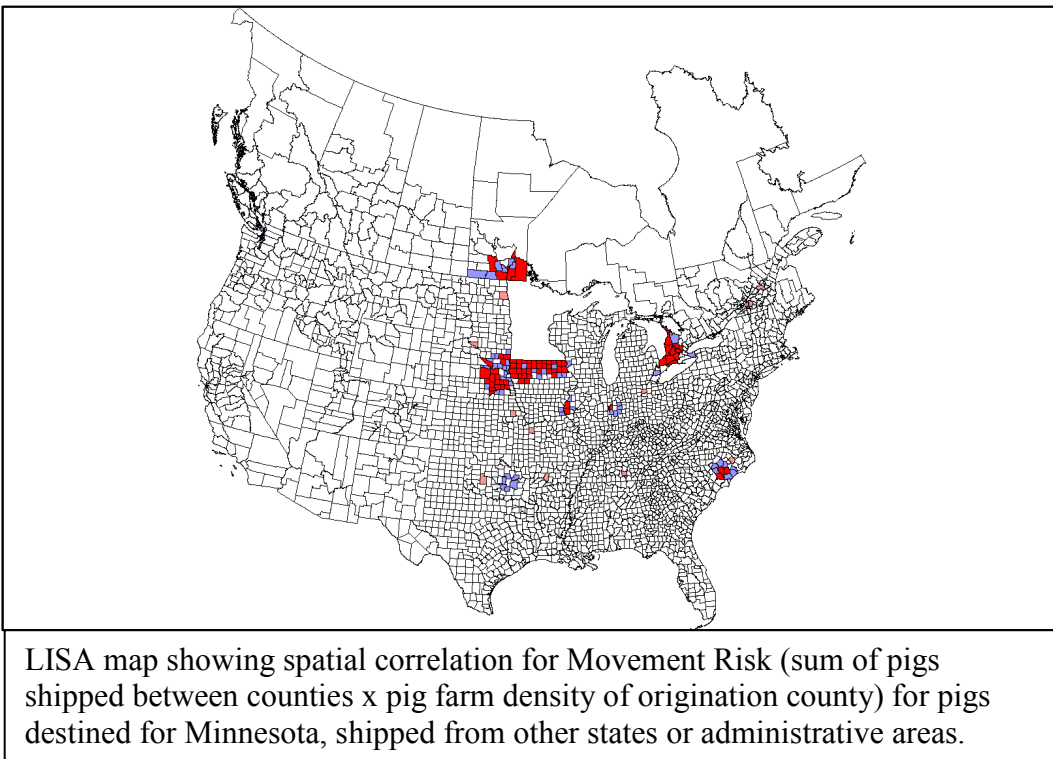 LISA map showing spatial correlation for Movement Risk (sum of pigs
shipped between counties x pig farm density of origination county) for pigs
destined for Minnesota, shipped from other states or administrative areas.